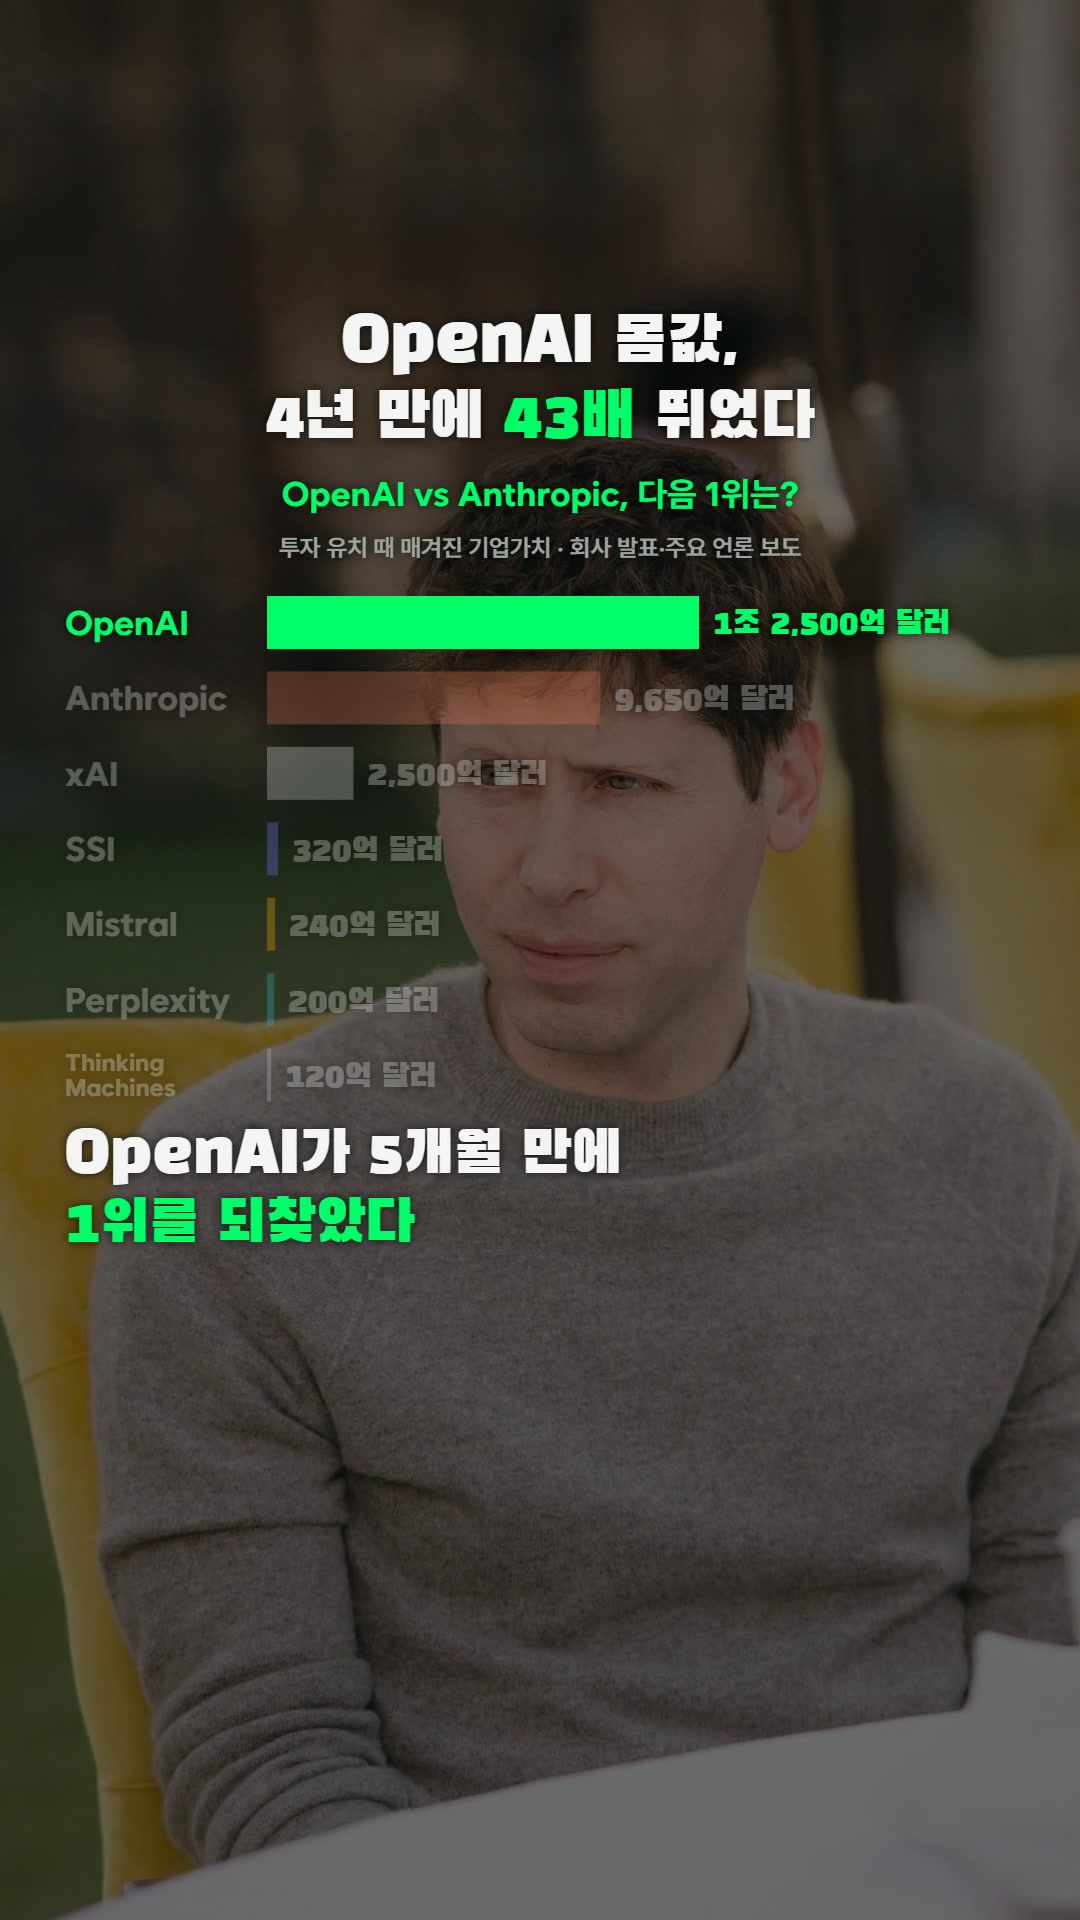 OpenAI 몸값,
4년 만에 43배 뛰었다
OpenAI vs Anthropic, 다음 1위는?
투자 유치 때 매겨진 기업가치 · 회사 발표·주요 언론 보도
OpenAI 1조 2,500억 달러
Anthropic 9,650억 달러
xAI 2,500억 달러
SSI 320억 달러
Mistral 240억 달러
Perplexity 200억 달러
Thinking
Machines 120억 달러
OpenAI가 5개월 만에
1위를 되찾았다